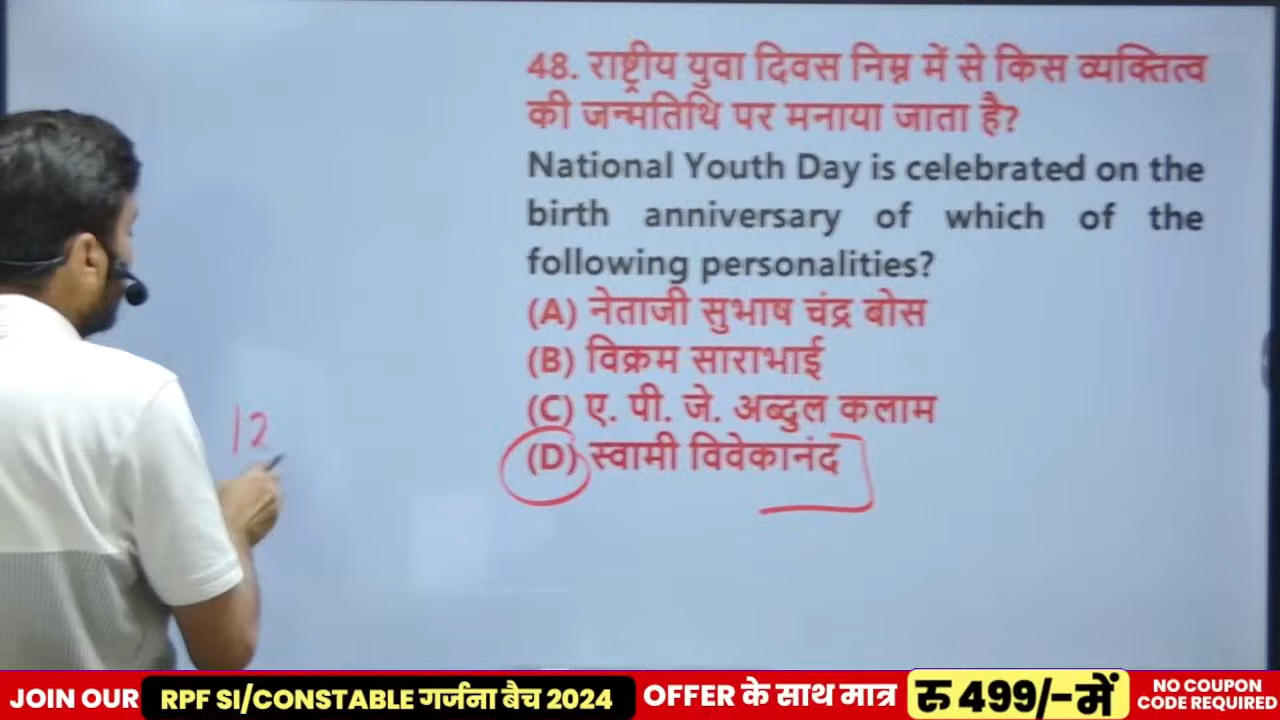 48. राष्ट्रीय युवा दिवस निम्न में से किस व्यक्तित्व
की जन्मतिथि पर मनाया जाता है?
National Youth Day is celebrated on the
birth anniversary of which of the
following personalities?
(A) नेताजी सुभाष चंद्र बोस
(B) विक्रम साराभाई
(C) ए. पी. जे. अब्दुल कलाम
(D) स्वामी विवेकानंद
12
JOIN OUR RPF SI/CONSTABLE गर्जना बैच 2024 OFFER के साथ मात्र रु 499/-में NO COUPON
CODE REQUIRED